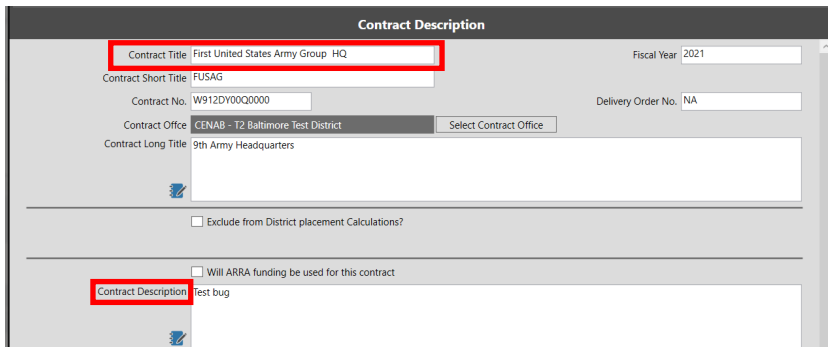 Contract Description
Contract Title First United States Army Group  HQ Fiscal Year 2021
Contract Short Title FUSAG
Contract No. W912DY00Q0000 Delivery Order No. NA
Contract Offce CENAB - T2 Baltimore Test District Select Contract Office
Contract Long Title 9th Army Headquarters
Exclude from District placement Calculations?
Will ARRA funding be used for this contract
Contract Description Test bug